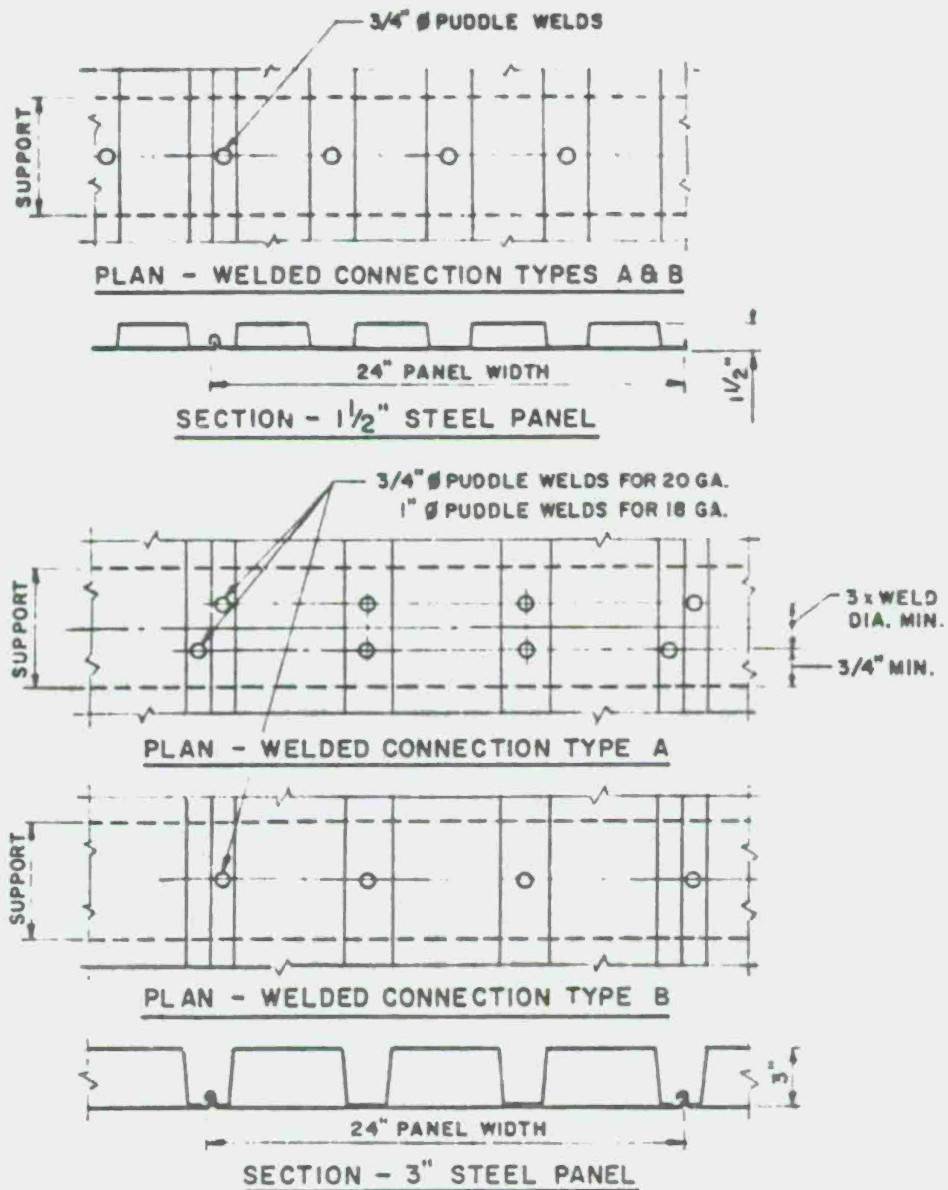 3/4" Ø PUDDLE WELDS
SUPPORT
PLAN - WELDED CONNECTION TYPES A & B
24" PANEL WIDTH
1 1/2"
SECTION - 1 1/2" STEEL PANEL
3/4" Ø PUDDLE WELDS FOR 20 GA.
1" Ø PUDDLE WELDS FOR 18 GA.
SUPPORT
3 x WELD
DIA. MIN.
3/4" MIN.
PLAN - WELDED CONNECTION TYPE A
SUPPORT
PLAN - WELDED CONNECTION TYPE B
3"
24" PANEL WIDTH
SECTION - 3" STEEL PANEL